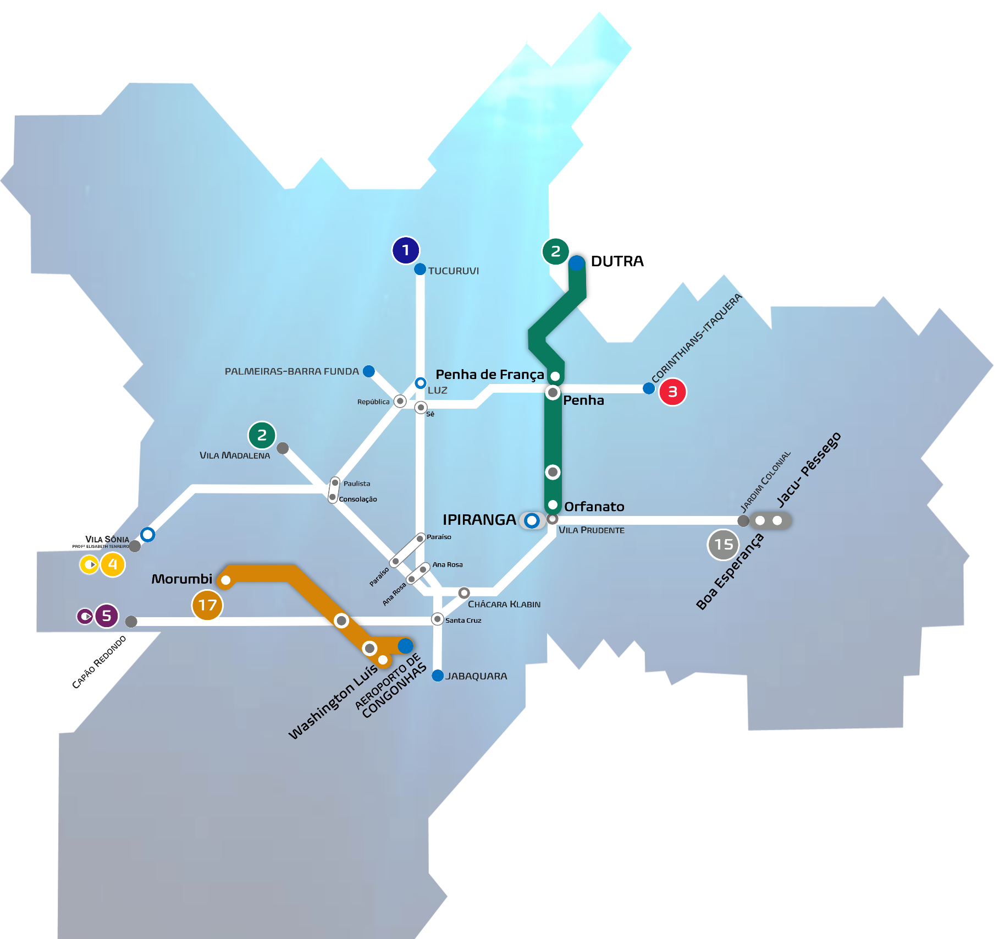 1
TUCURUVI
2
DUTRA
CORINTHIANS-ITAQUERA
3
PALMEIRAS-BARRA FUNDA
LUZ
Penha de França
Penha
República
Sé
2
VILA MADALENA
Paulista
Consolação
Orfanato
IPIRANGA
VILA PRUDENTE
JARDIM COLONIAL
Jacu- Pêssego
15
Boa Esperança
VILA SÔNIA
PROFª ELISABETH TENREIRO
4
Paraíso
Paraíso
Ana Rosa
Ana Rosa
Morumbi
17
CHÁCARA KLABIN
5
CAPÃO REDONDO
Santa Cruz
Washington Luís
AEROPORTO DE
CONGONHAS
JABAQUARA